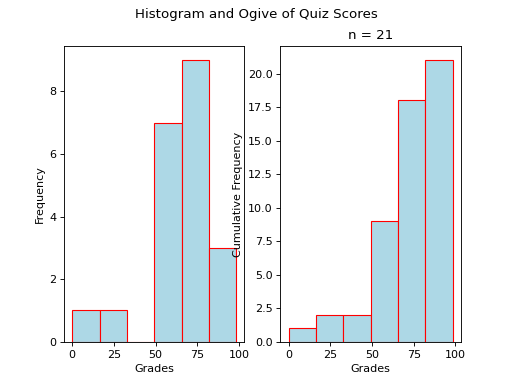 Histogram and Ogive of Quiz Scores
n = 21
8
6
4
2
0
Frequency
0 25 50 75 100
Grades
20.0
17.5
15.0
12.5
10.0
7.5
5.0
2.5
0.0
Cumulative Frequency
0 25 50 75 100
Grades